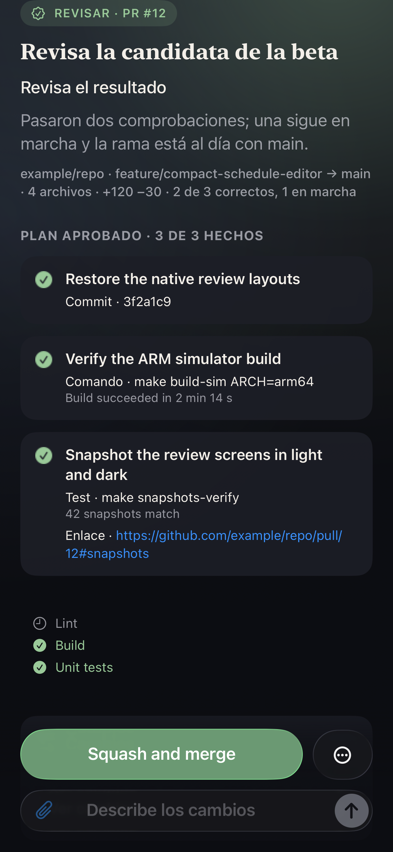 REVISAR · PR #12
Revisa la candidata de la beta
Revisa el resultado
Pasaron dos comprobaciones; una sigue en
marcha y la rama está al día con main.
example/repo · feature/compact-schedule-editor → main
· 4 archivos · +120 −30 · 2 de 3 correctos, 1 en marcha
PLAN APROBADO · 3 DE 3 HECHOS
Restore the native review layouts
Commit · 3f2a1c9
Verify the ARM simulator build
Comando · make build-sim ARCH=arm64
Build succeeded in 2 min 14 s
Snapshot the review screens in light
and dark
Test · make snapshots-verify
42 snapshots match
Enlace · https://github.com/example/repo/pull/
12#snapshots
Lint
Build
Unit tests
Squash and merge
Describe los cambios